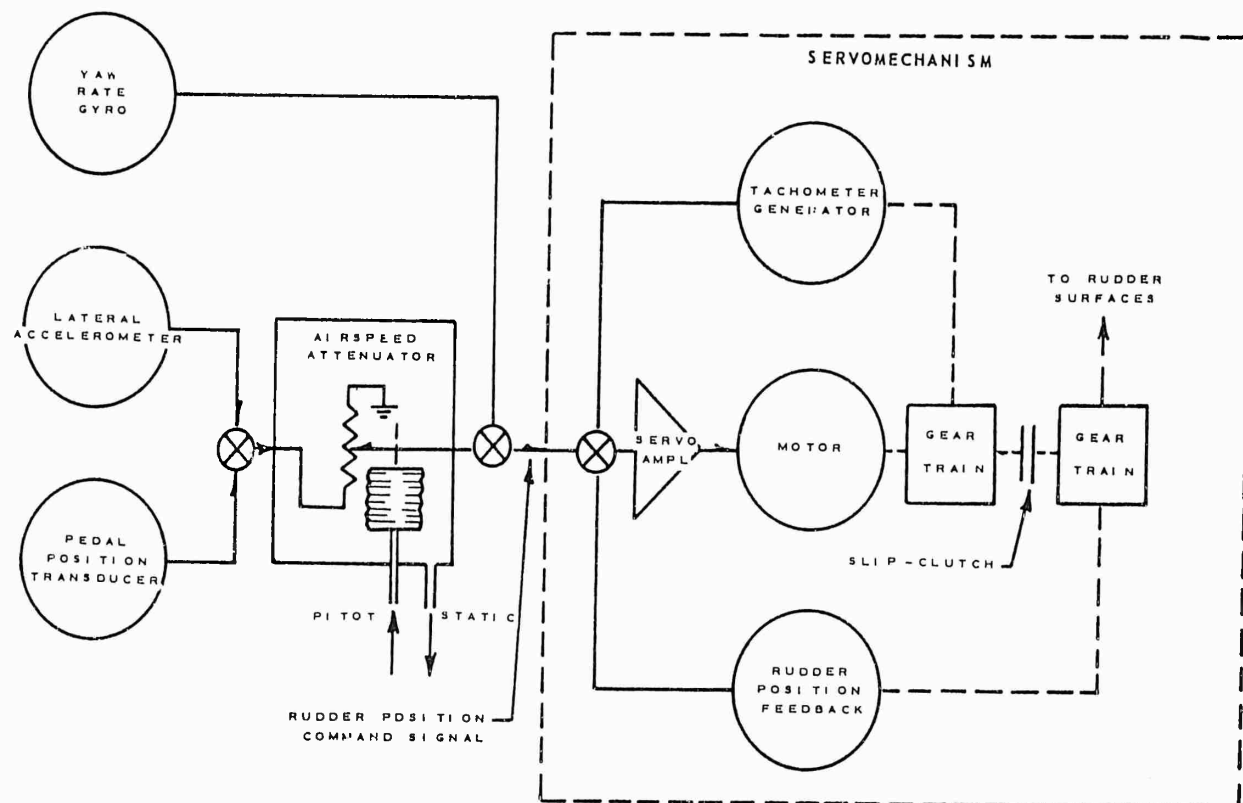 SERVOMECHANISM
YAW
RATE
GYRO
TACHOMETER
GENERATOR
TO RUDDER
SURFACES
LATERAL
ACCELEROMETER
AIRSPEED
ATTENUATOR
SERVO
AMPL
MOTOR
GEAR
TRAIN
GEAR
TRAIN
PEDAL
POSITION
TRANSDUCER
SLIP-CLUTCH
PITOT
STATIC
RUDDER
POSITION
FEEDBACK
RUDDER POSITION
COMMAND SIGNAL